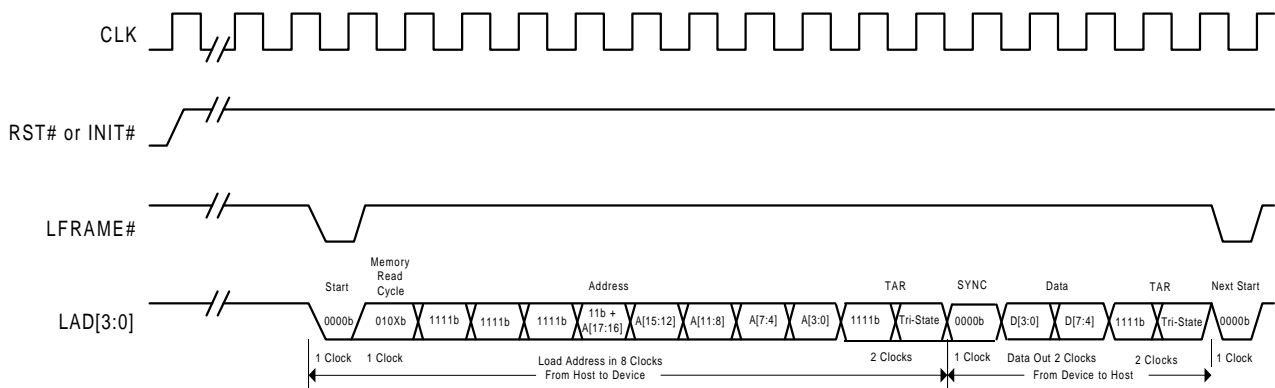 CLK
RST# or INIT#
LFRAME#
Memory
Read
Cycle
Start
Address
TAR
SYNC
Data
TAR
Next Start
LAD[3:0]
0000b
010Xb
1111b
1111b
1111b
11b +
A[17:16]
A[15:12]
A[11:8]
A[7:4]
A[3:0]
1111b
Tri-State
0000b
D[3:0]
D[7:4]
1111b
Tri-State
0000b
1 Clock
1 Clock
Load Address in 8 Clocks
2 Clocks
1 Clock
Data Out 2 Clocks
2 Clocks
1 Clock
From Host to Device
From Device to Host